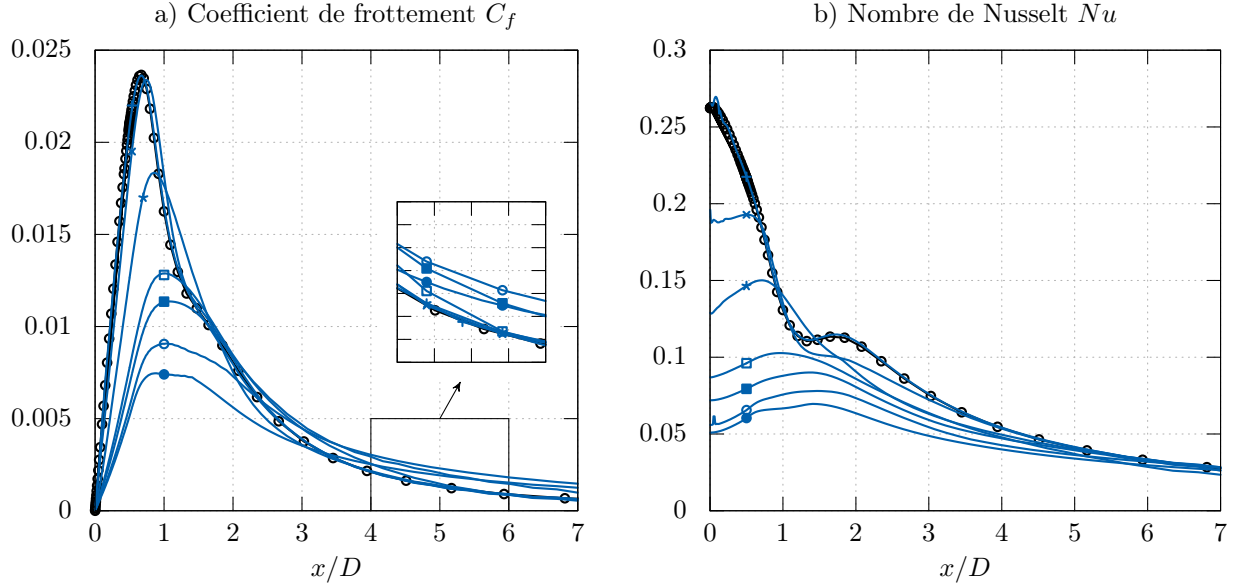 a) Coefficient de frottement C_f
0.025
0.02
0.015
0.01
0.005
0
0 1 2 3 4 5 6 7
x/D
b) Nombre de Nusselt Nu
0.3
0.25
0.2
0.15
0.1
0.05
0
0 1 2 3 4 5 6 7
x/D